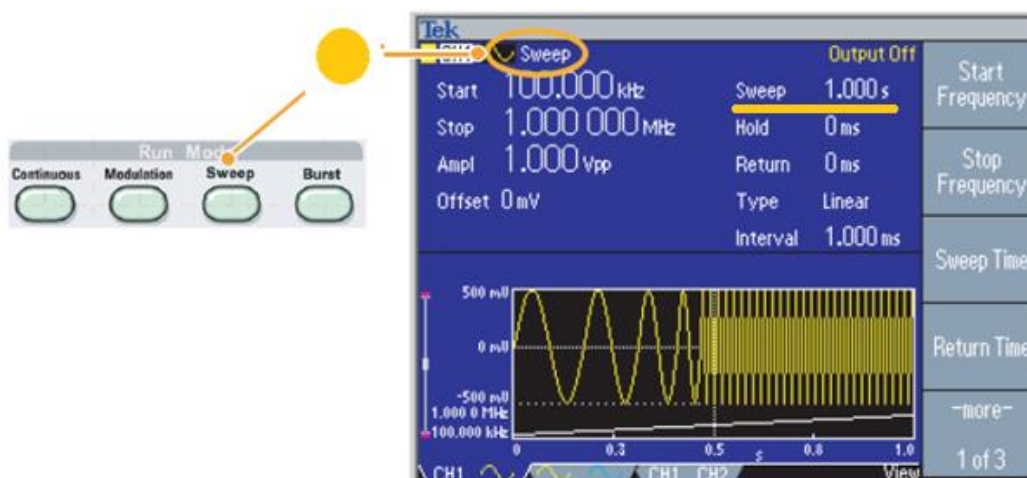 Tek
CH1 Sweep Output Off
Start 100.000 kHz
Stop 1.000 000 MHz
Ampl 1.000 Vpp
Offset 0 mV
Sweep 1.000 s
Hold 0 ms
Return 0 ms
Type Linear
Interval 1.000 ms
Start
Frequency
Stop
Frequency
Sweep Time
Return Time
-more-
1 of 3
Run Mode
Continuous Modulation Sweep Burst
500 mV
0 mV
-500 mV
1.000 0 MHz
100.000 kHz
0 0.3 0.5 s 0.8 1.0
CH1 CH1 CH2 View